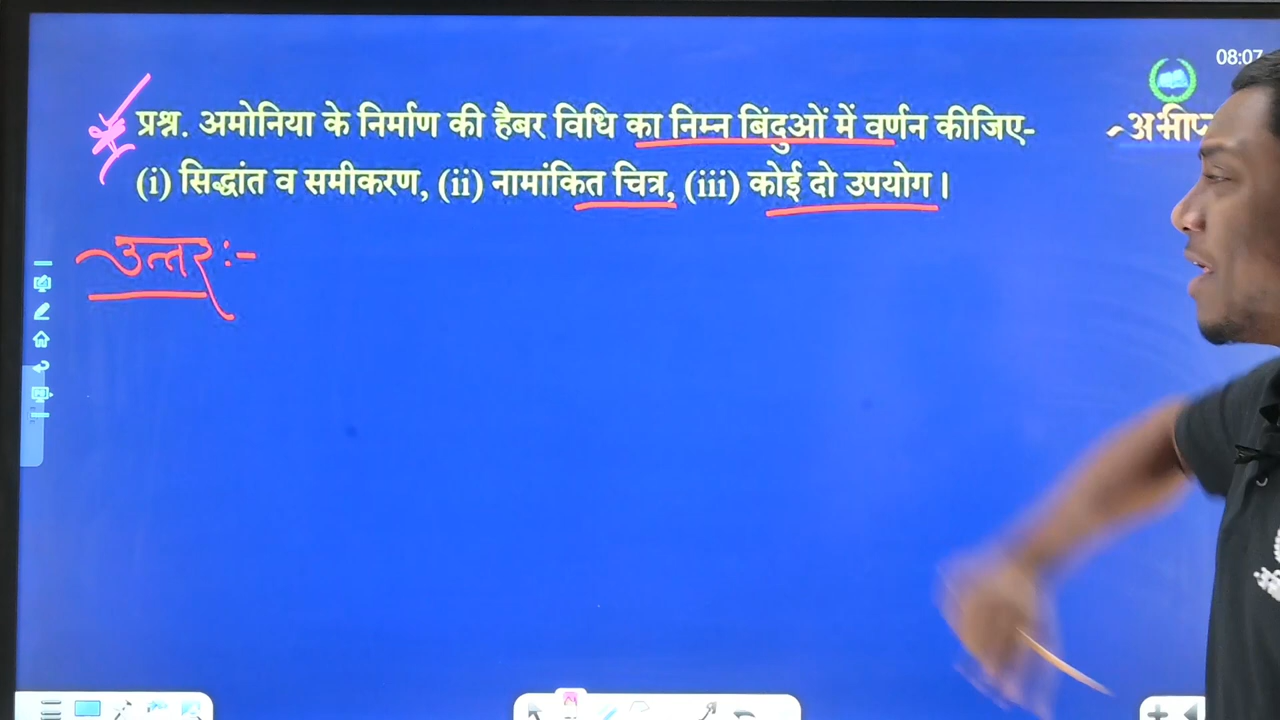 08:07
प्रश्न. अमोनिया के निर्माण की हैबर विधि का निम्न बिंदुओं में वर्णन कीजिए-
(i) सिद्धांत व समीकरण, (ii) नामांकित चित्र, (iii) कोई दो उपयोग।
उत्तर:-